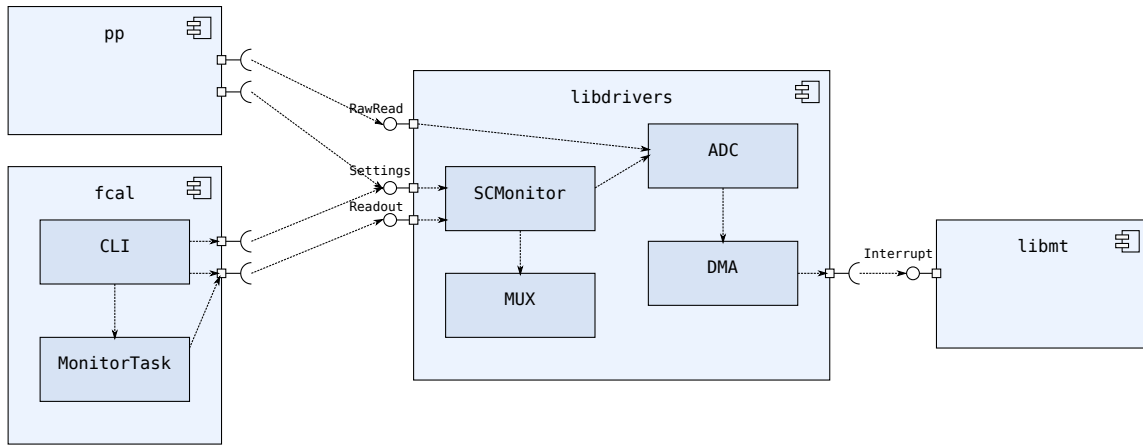 pp
libdrivers
RawRead
ADC
fcal
Settings
SCMonitor
Readout
CLI
Interrupt
libmt
DMA
MUX
MonitorTask